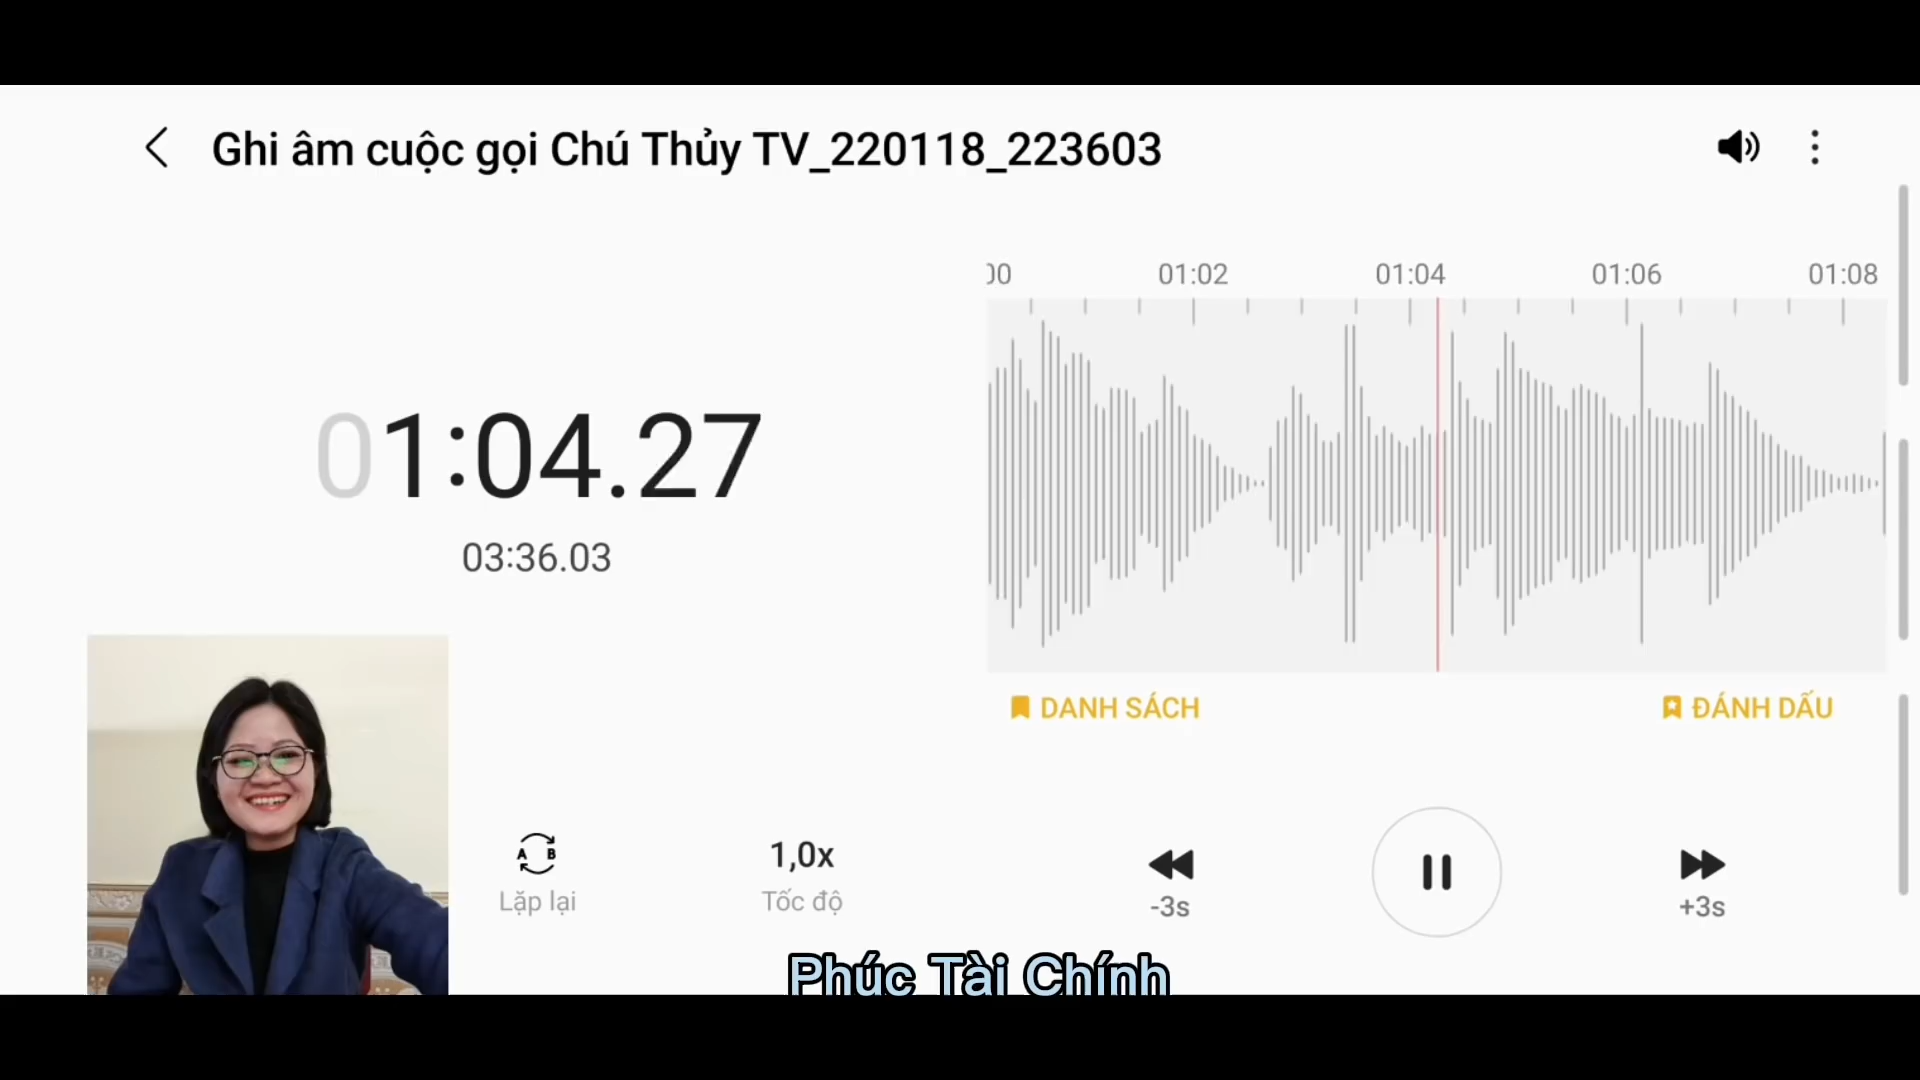 Ghi âm cuộc gọi Chú Thủy TV_220118_223603
00 01:02 01:04 01:06 01:08
01:04.27
03:36.03
DANH SÁCH ĐÁNH DẤU
A B
Lặp lại
1,0x
Tốc độ
-3s
+3s
Phúc Tài Chính